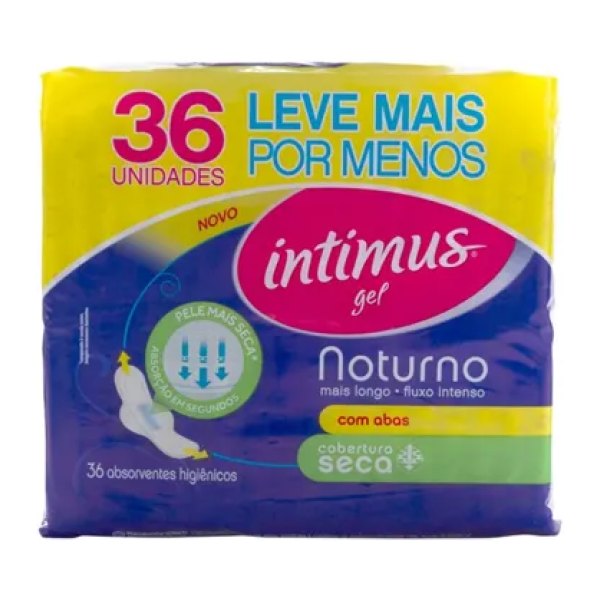 36
UNIDADES
LEVE MAIS
POR MENOS
NOVO
intimus®
gel
PELE MAIS SECA*
ABSORÇÃO EM SEGUNDOS
Noturno
mais longo • fluxo intenso
com abas
cobertura
seca
36 absorventes higiênicos